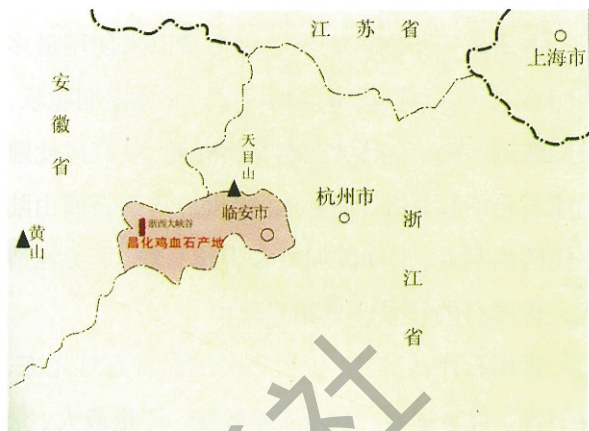 江苏省
上海市
安徽省
天目山
杭州市
临安市
浙西大峡谷
昌化鸡血石产地
黄山
浙江省
社